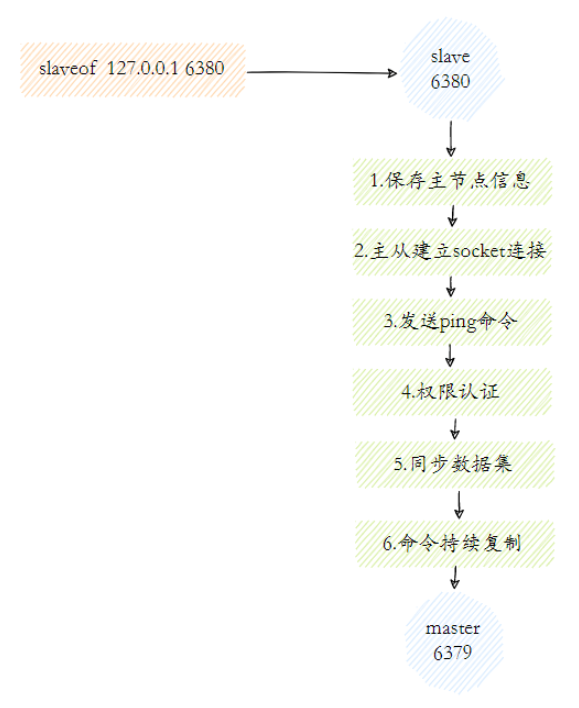 slaveof 127.0.0.1 6380
slave
6380
1.保存主节点信息
2.主从建立socket连接
3.发送ping命令
4.权限认证
5.同步数据集
6.命令持续复制
master
6379